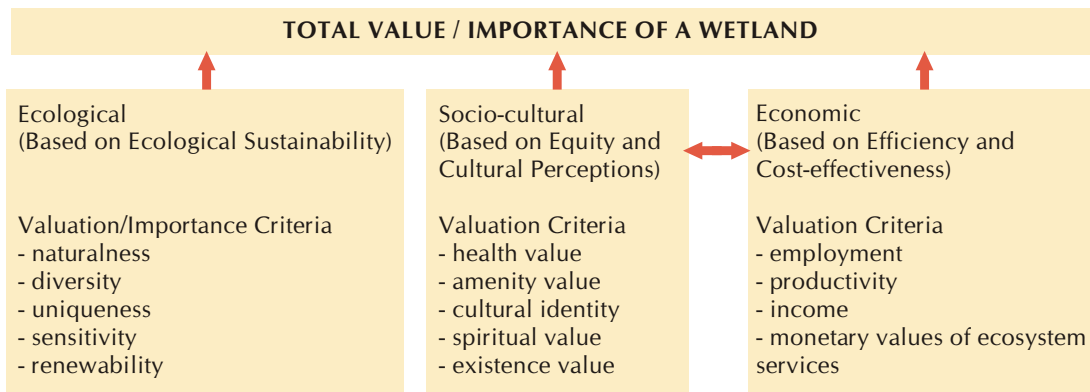 TOTAL VALUE / IMPORTANCE OF A WETLAND
Ecological
(Based on Ecological Sustainability)
Valuation/Importance Criteria
- naturalness
- diversity
- uniqueness
- sensitivity
- renewability
Socio-cultural
(Based on Equity and
Cultural Perceptions)
Valuation Criteria
- health value
- amenity value
- cultural identity
- spiritual value
- existence value
Economic
(Based on Efficiency and
Cost-effectiveness)
Valuation Criteria
- employment
- productivity
- income
- monetary values of ecosystem
services